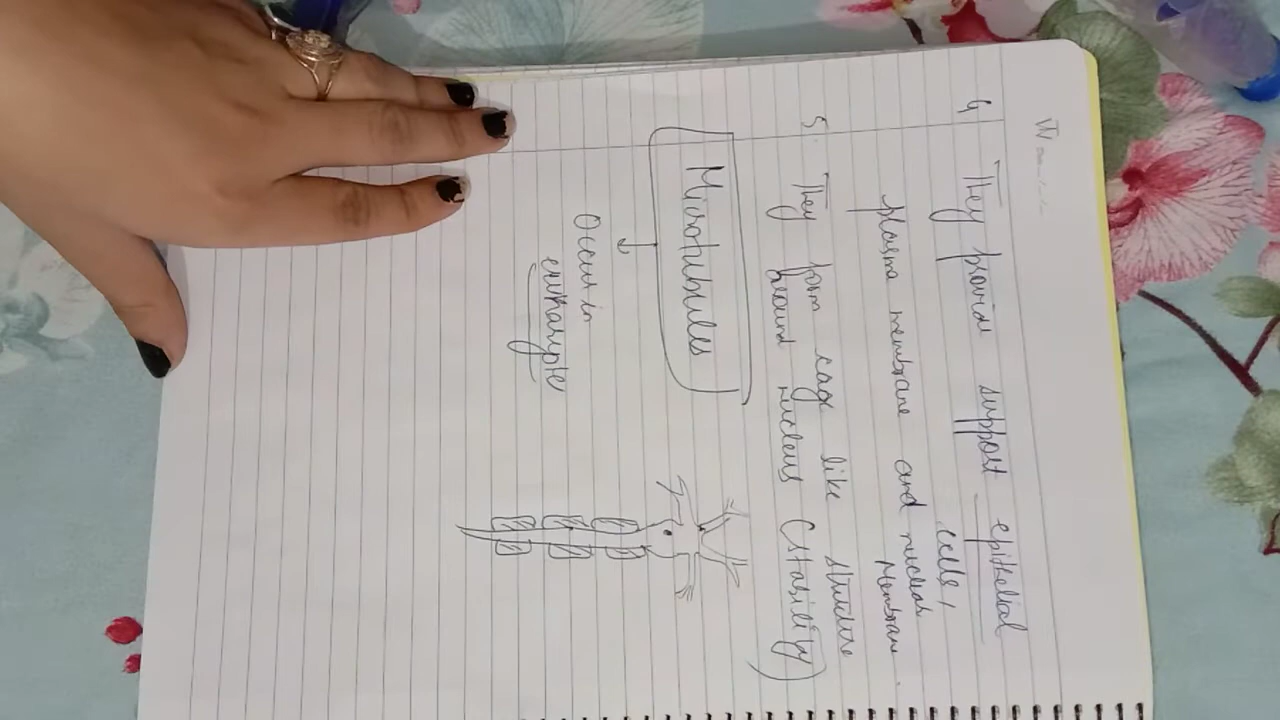 4 They provide support epithelial
cells,
plasma membrane and nuclear
Membrane.
5. They form cage like structure
around nucleus (stability)
Microtubules
↓
Occur in
eukaryote